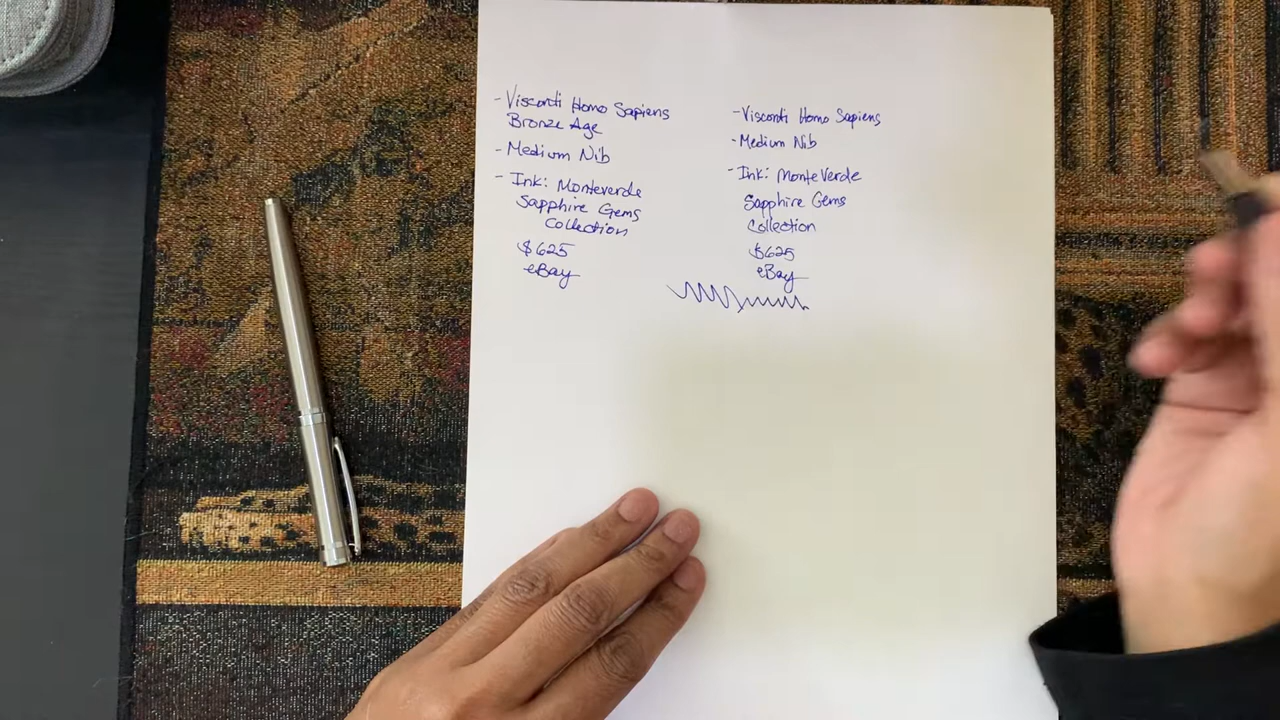 - Visconti Homo Sapiens
Bronze Age
- Medium Nib
- Ink: Monteverde
Sapphire Gems
Collection
$625
eBay
- Visconti Homo Sapiens
- Medium Nib
- Ink: MonteVerde
Sapphire Gems
Collection
$625
eBay